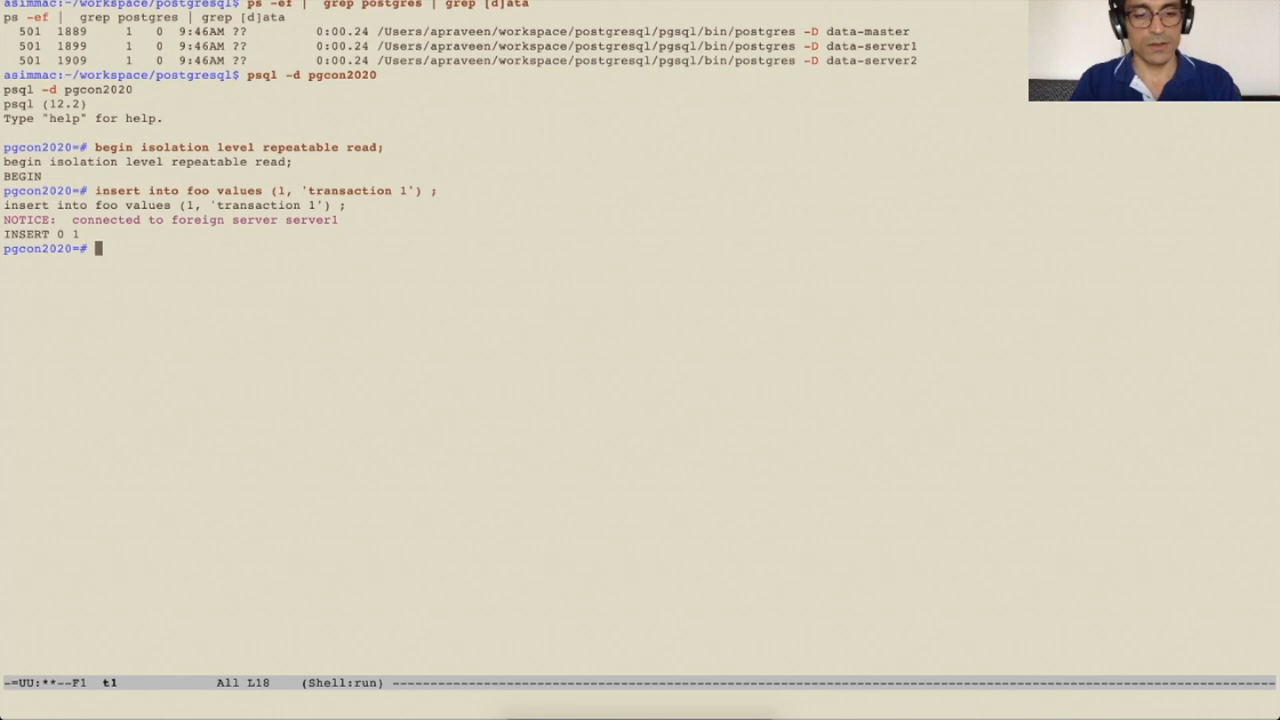 asimmac:~/workspace/postgresql$ ps -ef | grep postgres | grep [d]ata
ps -ef | grep postgres | grep [d]ata
501 1889 1 0 9:46AM ?? 0:00.24 /Users/apraveen/workspace/postgresql/pgsql/bin/postgres -D data-master
501 1899 1 0 9:46AM ?? 0:00.24 /Users/apraveen/workspace/postgresql/pgsql/bin/postgres -D data-server1
501 1909 1 0 9:46AM ?? 0:00.24 /Users/apraveen/workspace/postgresql/pgsql/bin/postgres -D data-server2
asimmac:~/workspace/postgresql$ psql -d pgcon2020
psql -d pgcon2020
psql (12.2)
Type "help" for help.
pgcon2020=# begin isolation level repeatable read;
begin isolation level repeatable read;
BEGIN
pgcon2020=# insert into foo values (1, 'transaction 1') ;
insert into foo values (1, 'transaction 1') ;
NOTICE:  connected to foreign server server1
INSERT 0 1
pgcon2020=#
-=UU:**--F1  t1 All L18 (Shell:run) --------------------------------------------------------------------------------